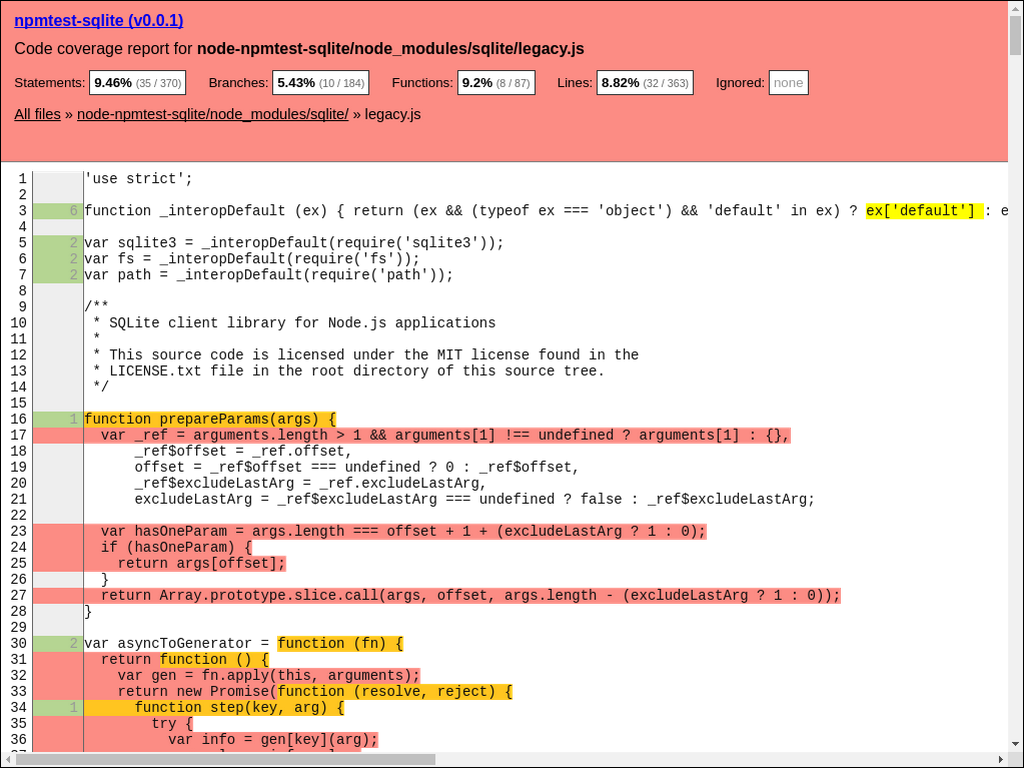 npmtest-sqlite (v0.0.1)
Code coverage report for node-npmtest-sqlite/node_modules/sqlite/legacy.js
Statements: 9.46% (35 / 370) Branches: 5.43% (10 / 184) Functions: 9.2% (8 / 87) Lines: 8.82% (32 / 363) Ignored: none
All files » node-npmtest-sqlite/node_modules/sqlite/ » legacy.js
1 'use strict';
2
3 6 function _interopDefault (ex) { return (ex && (typeof ex === 'object') && 'default' in ex) ? ex['default'] : e
4
5 2 var sqlite3 = _interopDefault(require('sqlite3'));
6 2 var fs = _interopDefault(require('fs'));
7 2 var path = _interopDefault(require('path'));
8
9 /**
10 * SQLite client library for Node.js applications
11 *
12 * This source code is licensed under the MIT license found in the
13 * LICENSE.txt file in the root directory of this source tree.
14 */
15
16 1 function prepareParams(args) {
17 var _ref = arguments.length > 1 && arguments[1] !== undefined ? arguments[1] : {},
18 _ref$offset = _ref.offset,
19 offset = _ref$offset === undefined ? 0 : _ref$offset,
20 _ref$excludeLastArg = _ref.excludeLastArg,
21 excludeLastArg = _ref$excludeLastArg === undefined ? false : _ref$excludeLastArg;
22
23 var hasOneParam = args.length === offset + 1 + (excludeLastArg ? 1 : 0);
24 if (hasOneParam) {
25 return args[offset];
26 }
27 return Array.prototype.slice.call(args, offset, args.length - (excludeLastArg ? 1 : 0));
28 }
29
30 2 var asyncToGenerator = function (fn) {
31 return function () {
32 var gen = fn.apply(this, arguments);
33 return new Promise(function (resolve, reject) {
34 1 function step(key, arg) {
35 try {
36 var info = gen[key](arg);